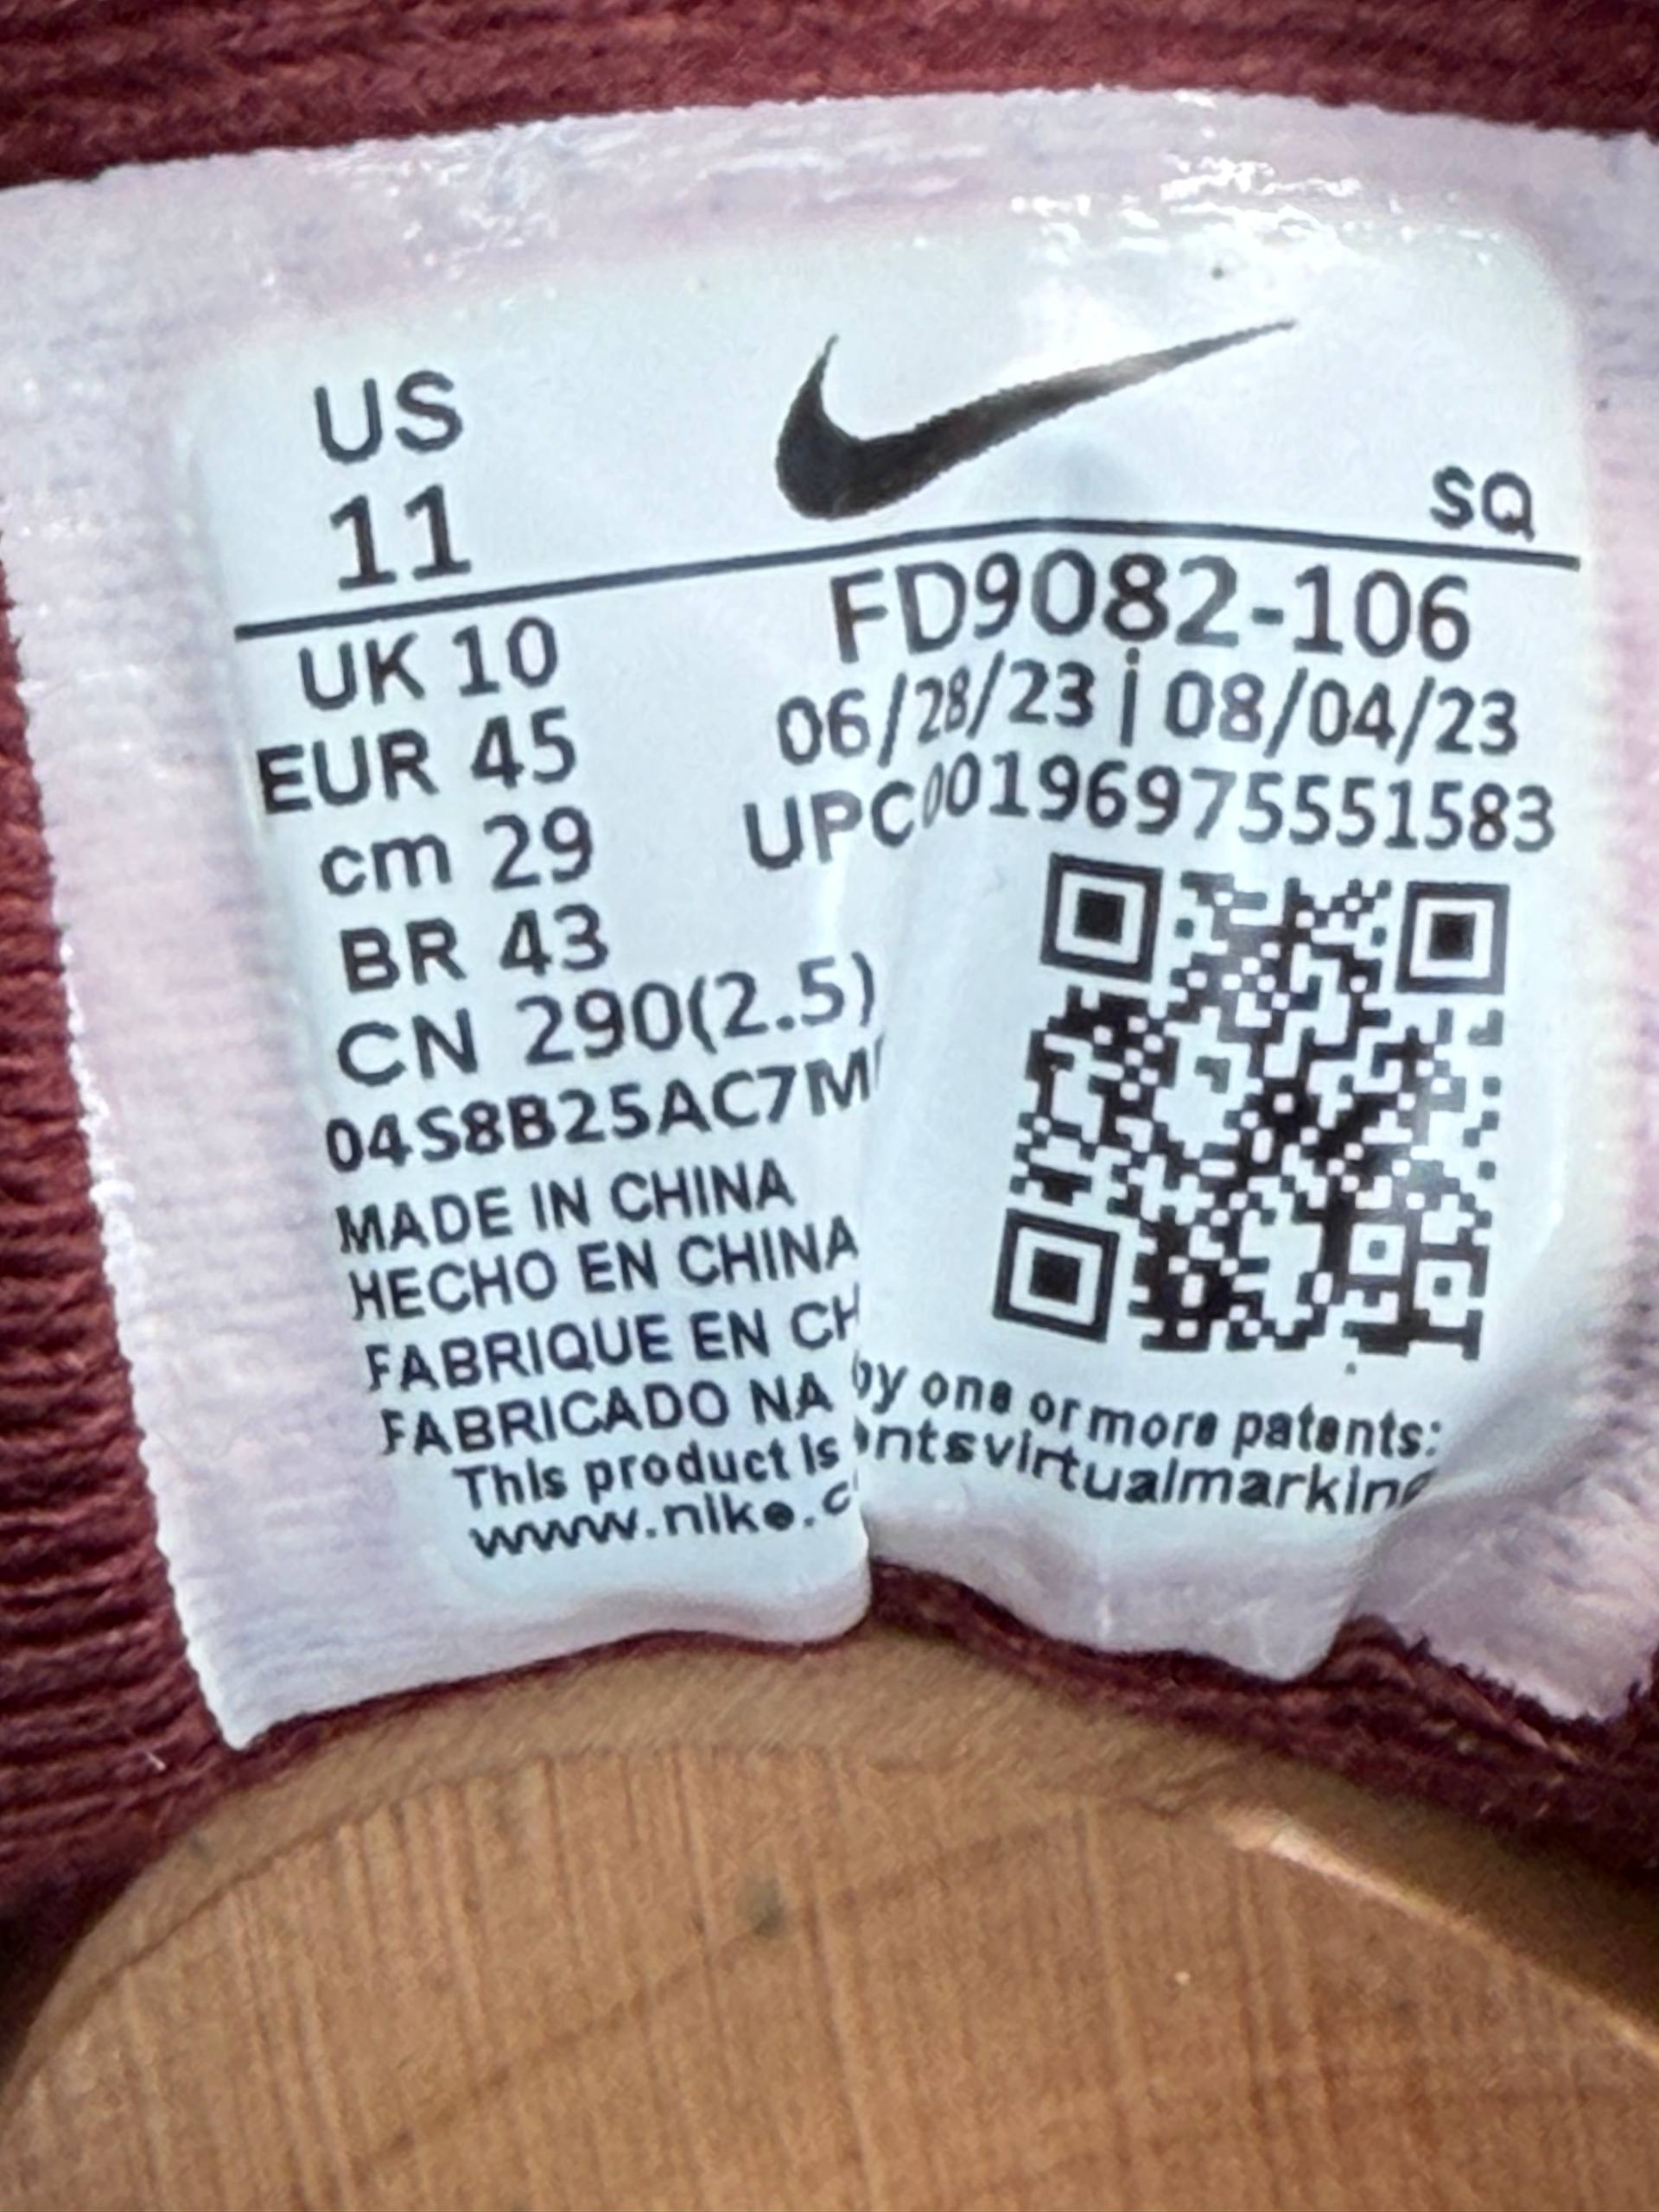 US
11
SQ
UK 10
EUR 45
cm 29
BR 43
CN 290(2.5)
04S8B25AC7M
MADE IN CHINA
HECHO EN CHINA
FABRIQUE EN CH
FABRICADO NA
This product is
www.nike.c
FD9082-106
06/28/23 | 08/04/23
UPC00196975551583
by one or more patents:
entsvirtualmarking